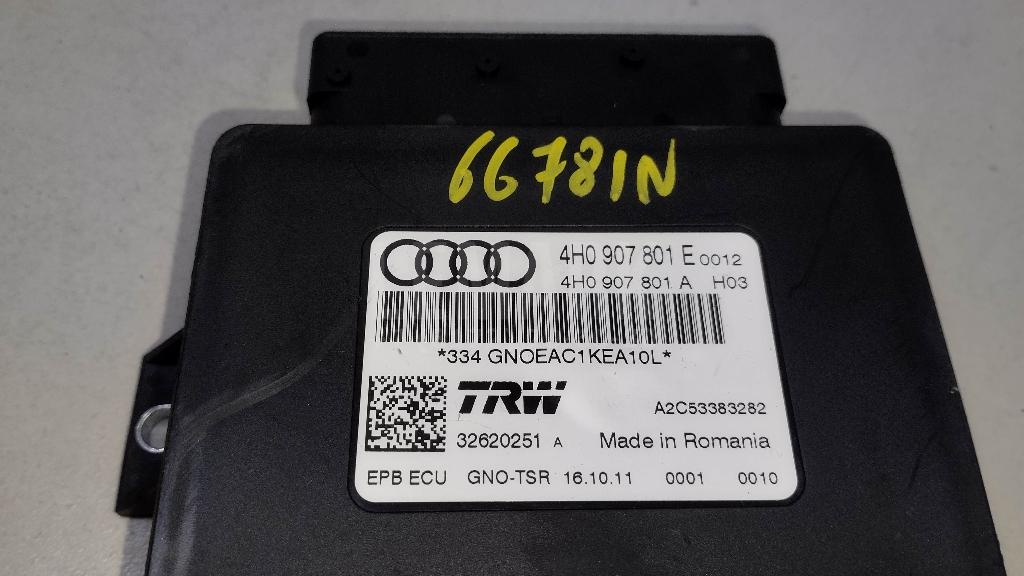 66781N
4H0 907 801 E 0012
4H0 907 801 A H03
*334 GNOEAC1KEA10L*
TRW A2C53383282
32620251 A Made in Romania
EPB ECU GNO-TSR 16.10.11 0001 0010